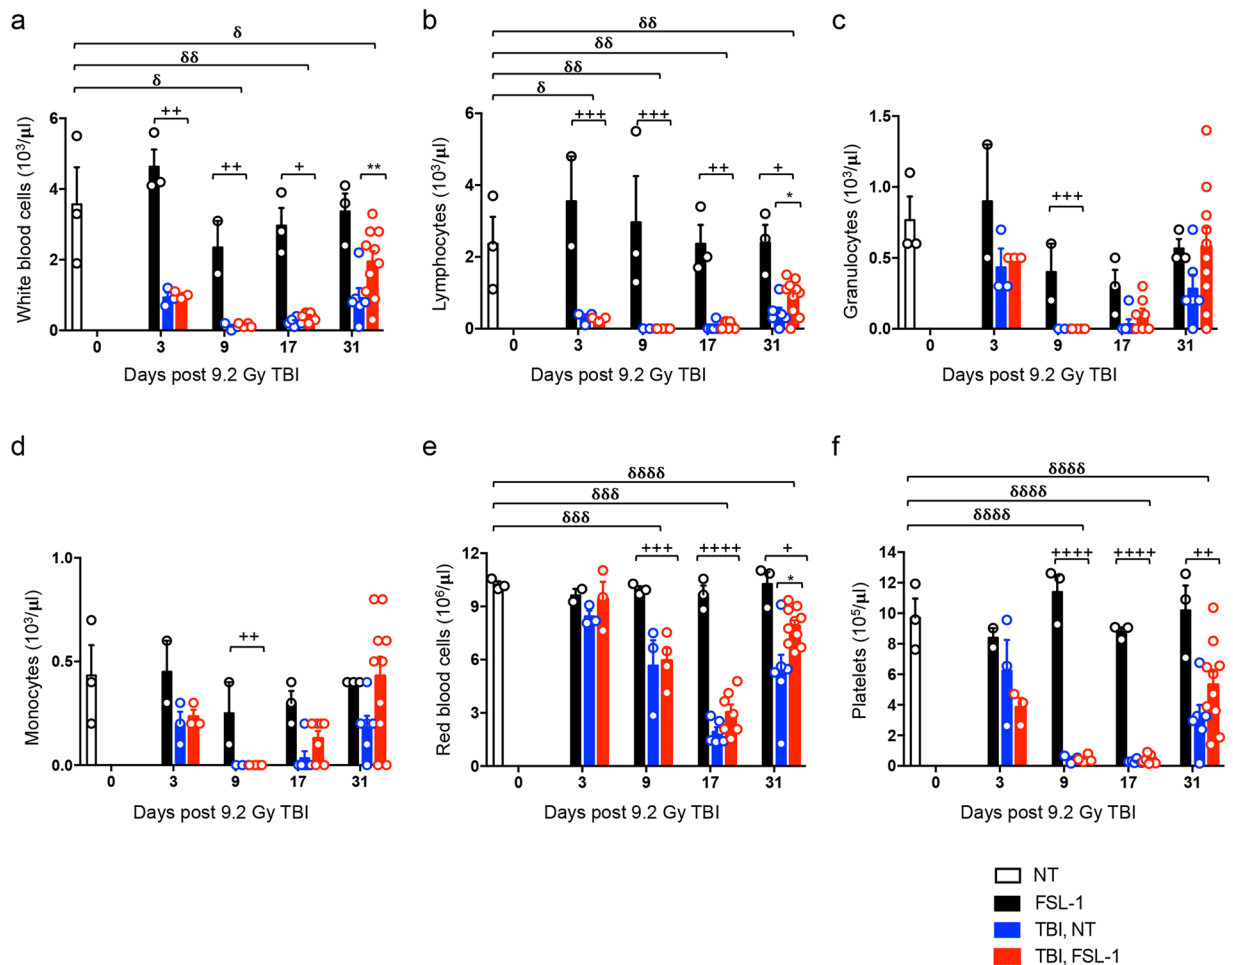 a
δ
δδ
δ
++
++
+
**
White blood cells (10³/µl)
6
4
2
0
0 3 9 17 31
Days post 9.2 Gy TBI
b
δδ
δδ
δδ
δ
+++
+++
++
+
*
Lymphocytes (10³/µl)
6
4
2
0
0 3 9 17 31
Days post 9.2 Gy TBI
c
+++
Granulocytes (10³/µl)
1.5
1.0
0.5
0.0
0 3 9 17 31
Days post 9.2 Gy TBI
d
++
Monocytes (10³/µl)
1.0
0.5
0.0
0 3 9 17 31
Days post 9.2 Gy TBI
e
δδδδ
δδδ
δδδ
+++
++++
+
*
Red blood cells (10⁶/µl)
12
9
6
3
0
0 3 9 17 31
Days post 9.2 Gy TBI
f
δδδδ
δδδδ
δδδδ
++++
++++
++
Platelets (10⁵/µl)
14
12
10
8
6
4
2
0
0 3 9 17 31
Days post 9.2 Gy TBI
NT
FSL-1
TBI, NT
TBI, FSL-1